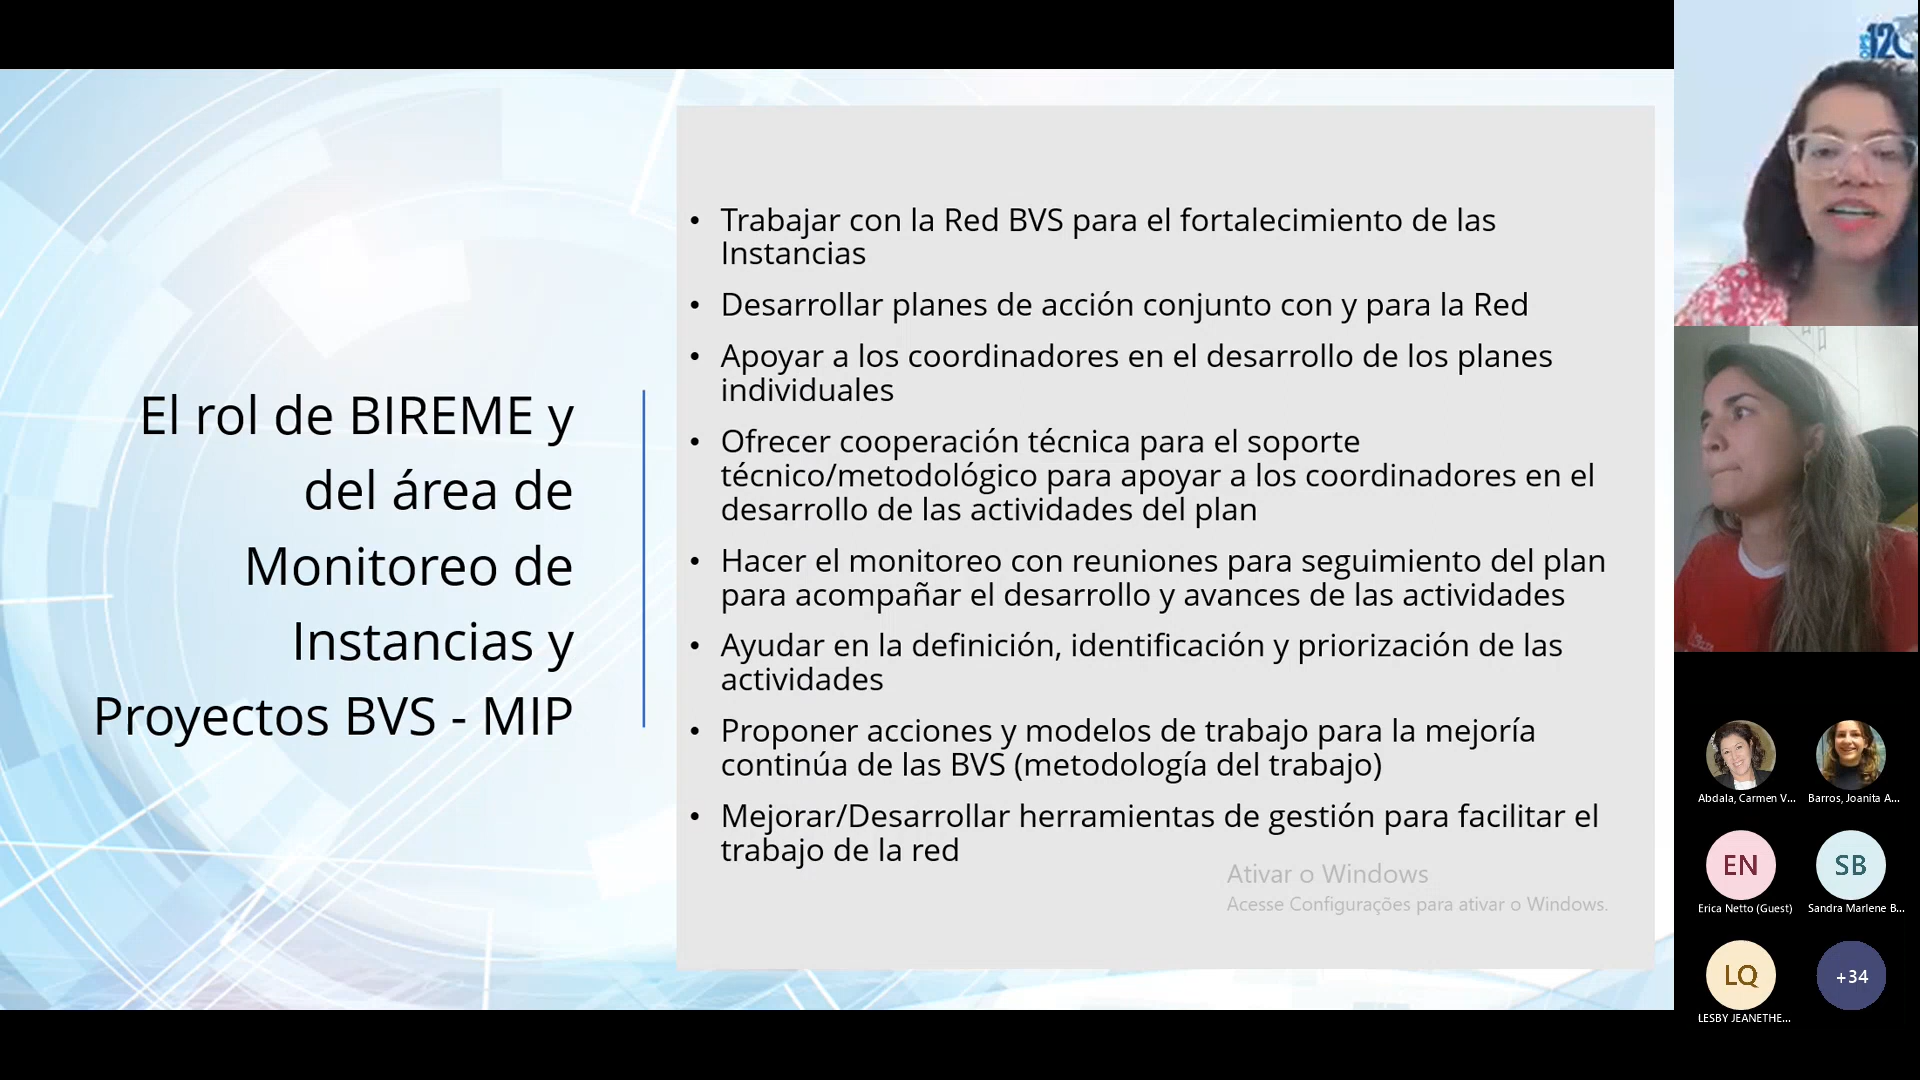 El rol de BIREME y
del área de
Monitoreo de
Instancias y
Proyectos BVS - MIP
• Trabajar con la Red BVS para el fortalecimiento de las
Instancias
• Desarrollar planes de acción conjunto con y para la Red
• Apoyar a los coordinadores en el desarrollo de los planes
individuales
• Ofrecer cooperación técnica para el soporte
técnico/metodológico para apoyar a los coordinadores en el
desarrollo de las actividades del plan
• Hacer el monitoreo con reuniones para seguimiento del plan
para acompañar el desarrollo y avances de las actividades
• Ayudar en la definición, identificación y priorización de las
actividades
• Proponer acciones y modelos de trabajo para la mejoría
continúa de las BVS (metodología del trabajo)
• Mejorar/Desarrollar herramientas de gestión para facilitar el
trabajo de la red
Ativar o Windows
Acesse Configurações para ativar o Windows.
OPS 120
Abdala, Carmen V...
Barros, Joanita A...
EN
SB
Erica Netto (Guest)
Sandra Marlene B...
LQ
+34
LESBY JEANETHE...